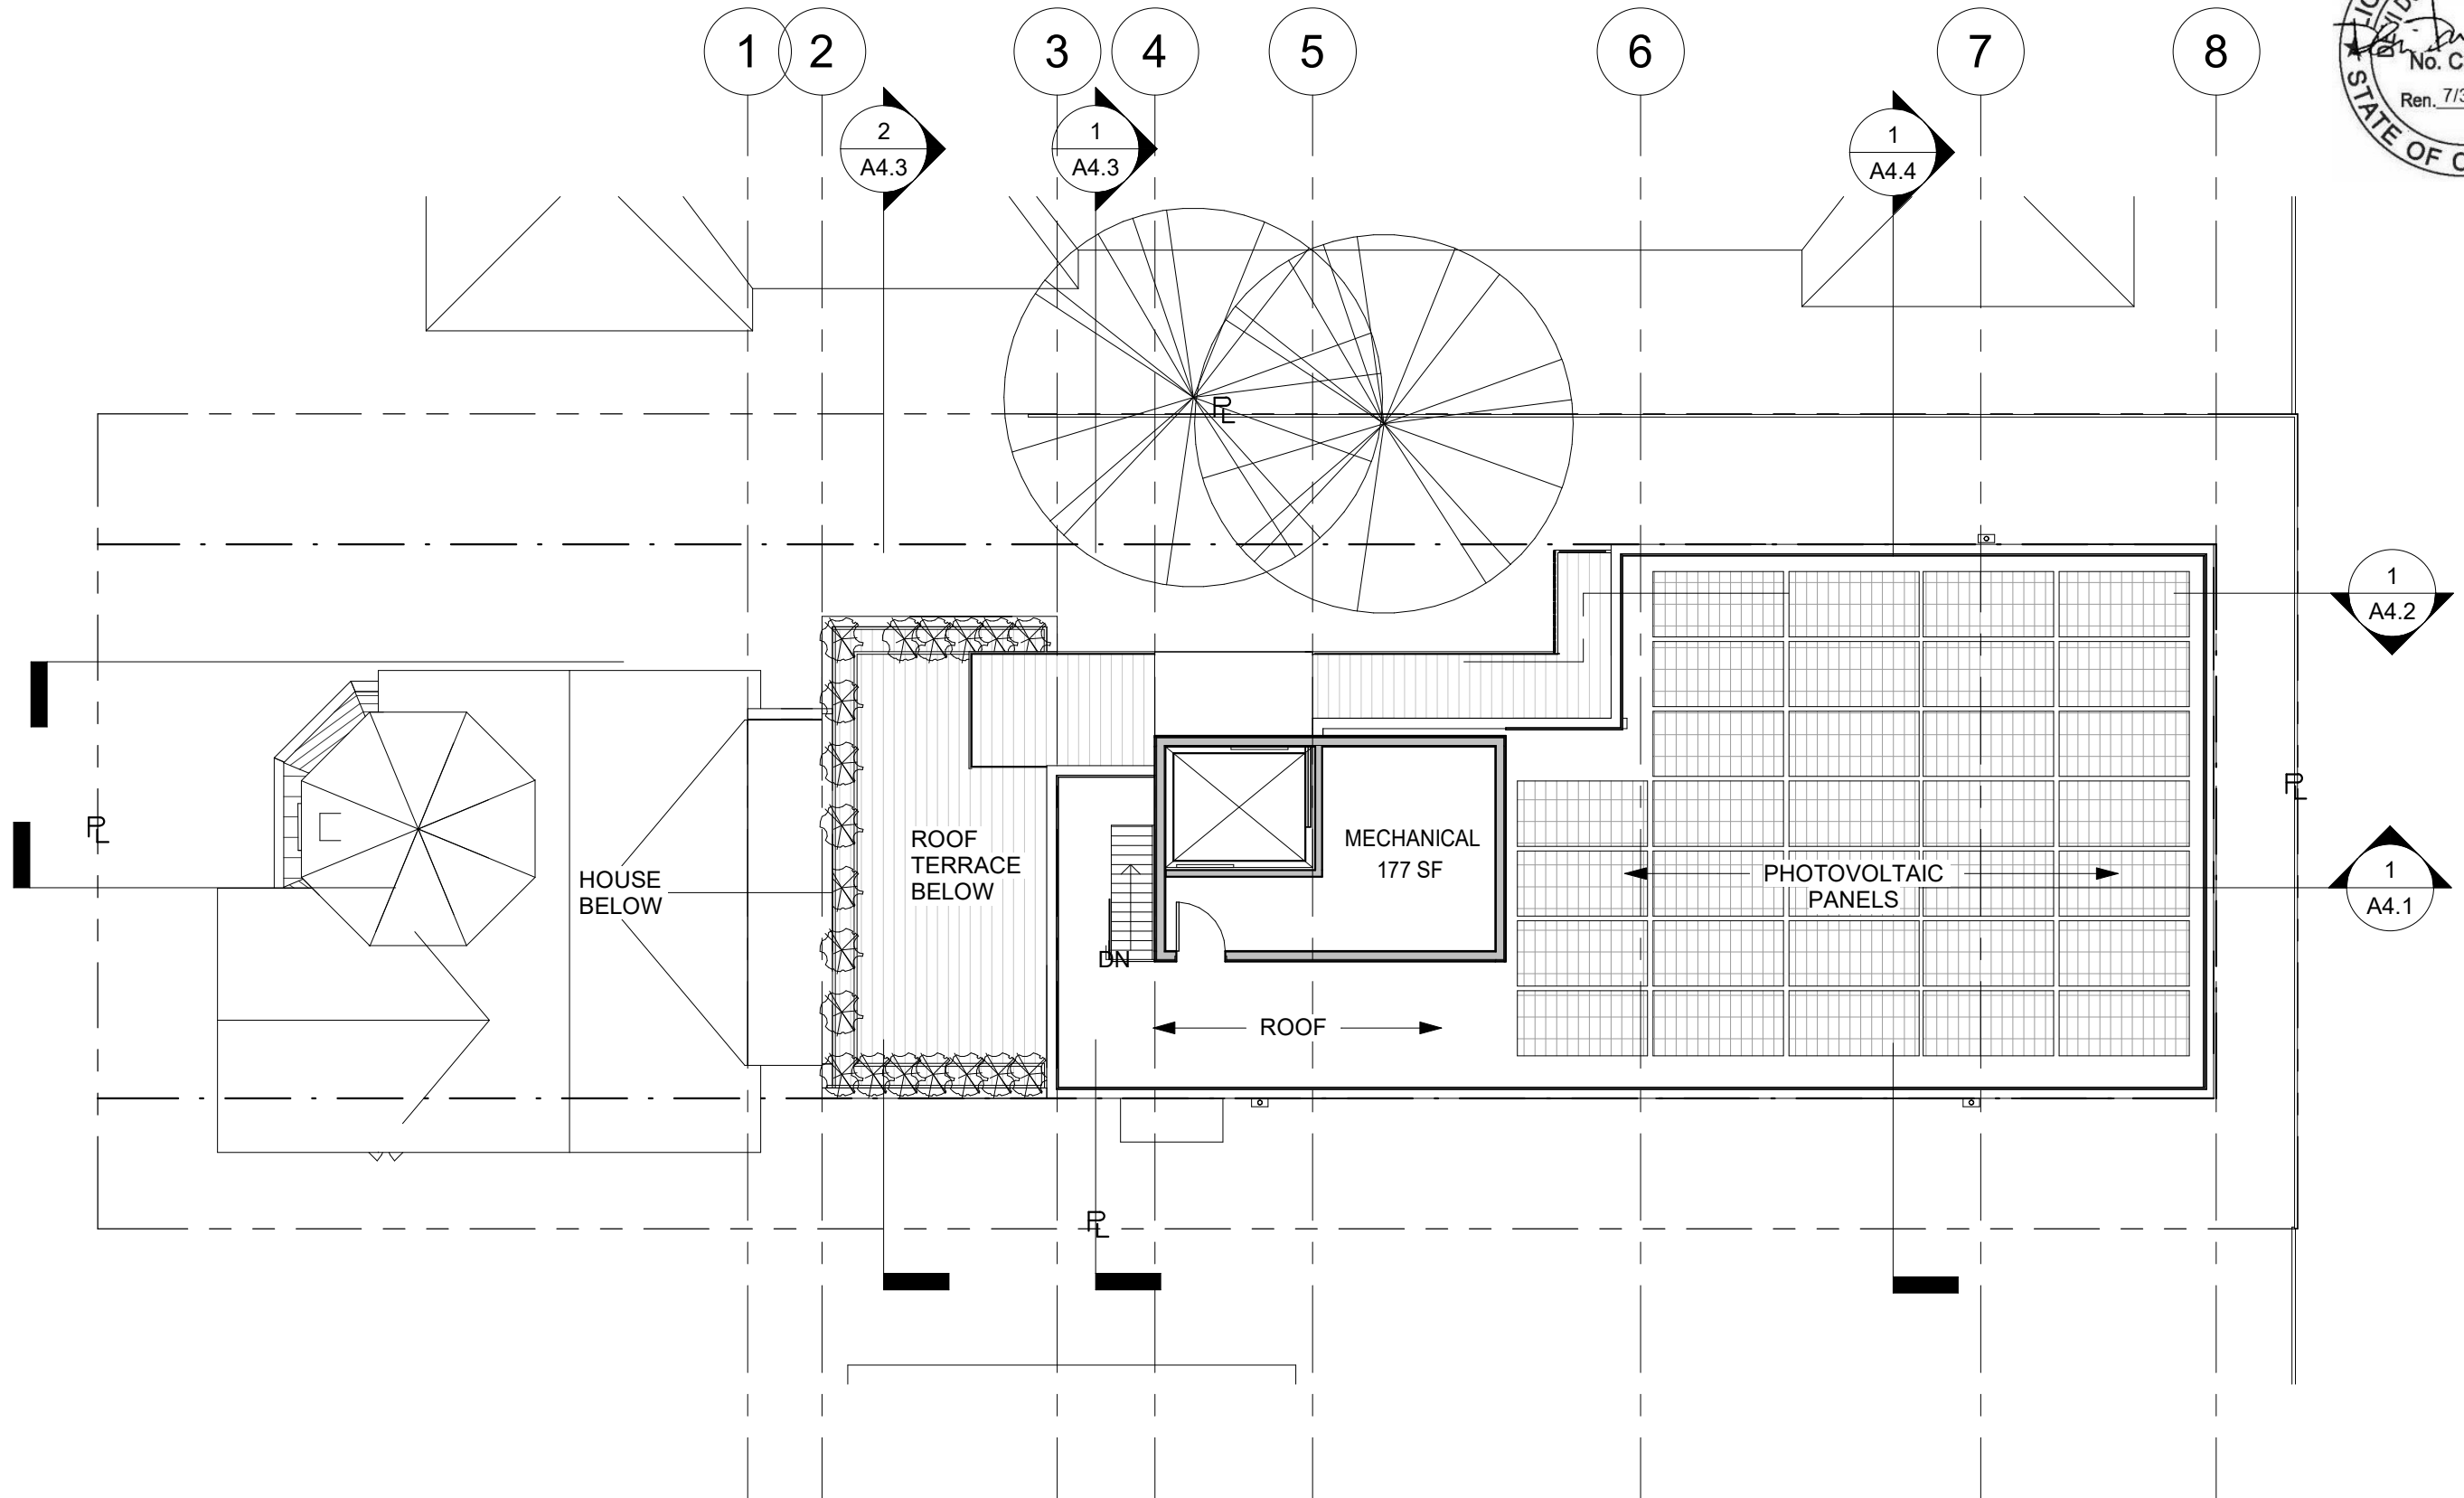 1
2
3
4
5
6
7
8
No. C
Ren. 7/3
STATE OF C
2
A4.3
1
A4.3
1
A4.4
PL
1
A4.2
PL
PL
ROOF
TERRACE
BELOW
HOUSE
BELOW
MECHANICAL
177 SF
PHOTOVOLTAIC
PANELS
1
A4.1
DN
ROOF
PL